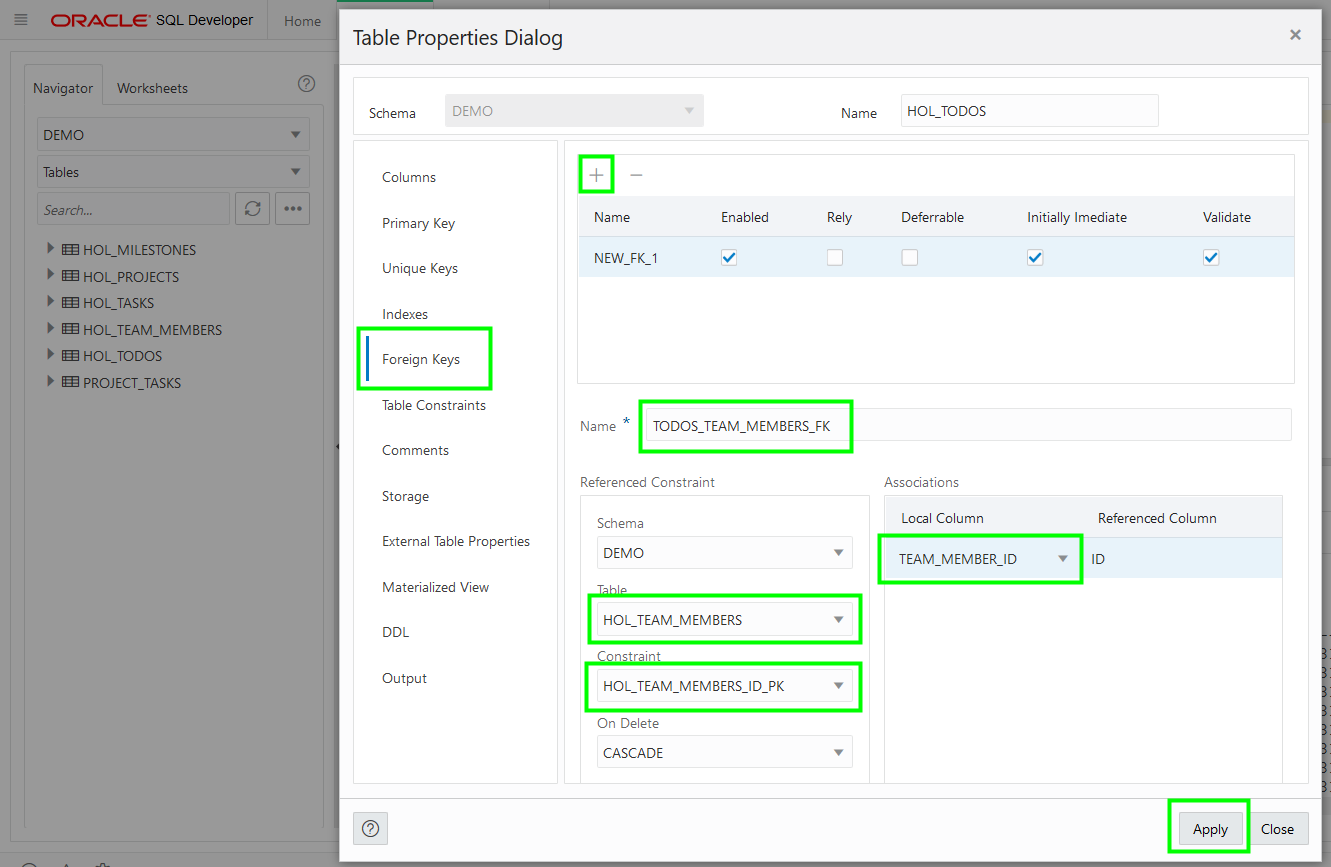 ORACLE SQL Developer
Home
Navigator
Worksheets
DEMO
Tables
Search...
HOL_MILESTONES
HOL_PROJECTS
HOL_TASKS
HOL_TEAM_MEMBERS
HOL_TODOS
PROJECT_TASKS
Table Properties Dialog
Schema DEMO Name HOL_TODOS
Columns
Primary Key
Unique Keys
Indexes
Foreign Keys
Table Constraints
Comments
Storage
External Table Properties
Materialized View
DDL
Output
Name Enabled Rely Deferrable Initially Imediate Validate
NEW_FK_1
Name * TODOS_TEAM_MEMBERS_FK
Referenced Constraint
Schema
DEMO
Table
HOL_TEAM_MEMBERS
Constraint
HOL_TEAM_MEMBERS_ID_PK
On Delete
CASCADE
Associations
Local Column Referenced Column
TEAM_MEMBER_ID ID
Apply Close